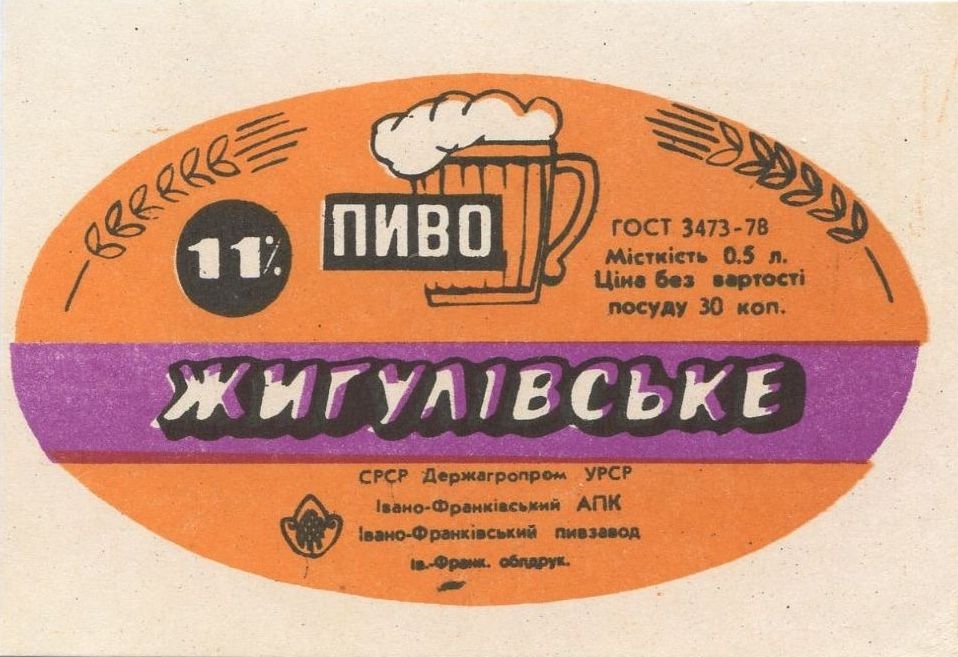 11%
ПИВО
ГОСТ 3473-78
Місткість 0.5 л.
Ціна без вартості
посуду 30 коп.
ЖИГУЛІВСЬКЕ
СРСР Держагропром УРСР
Івано-Франківський АПК
Івано-Франківський пивзавод
Ів.-Франк. облдрук.